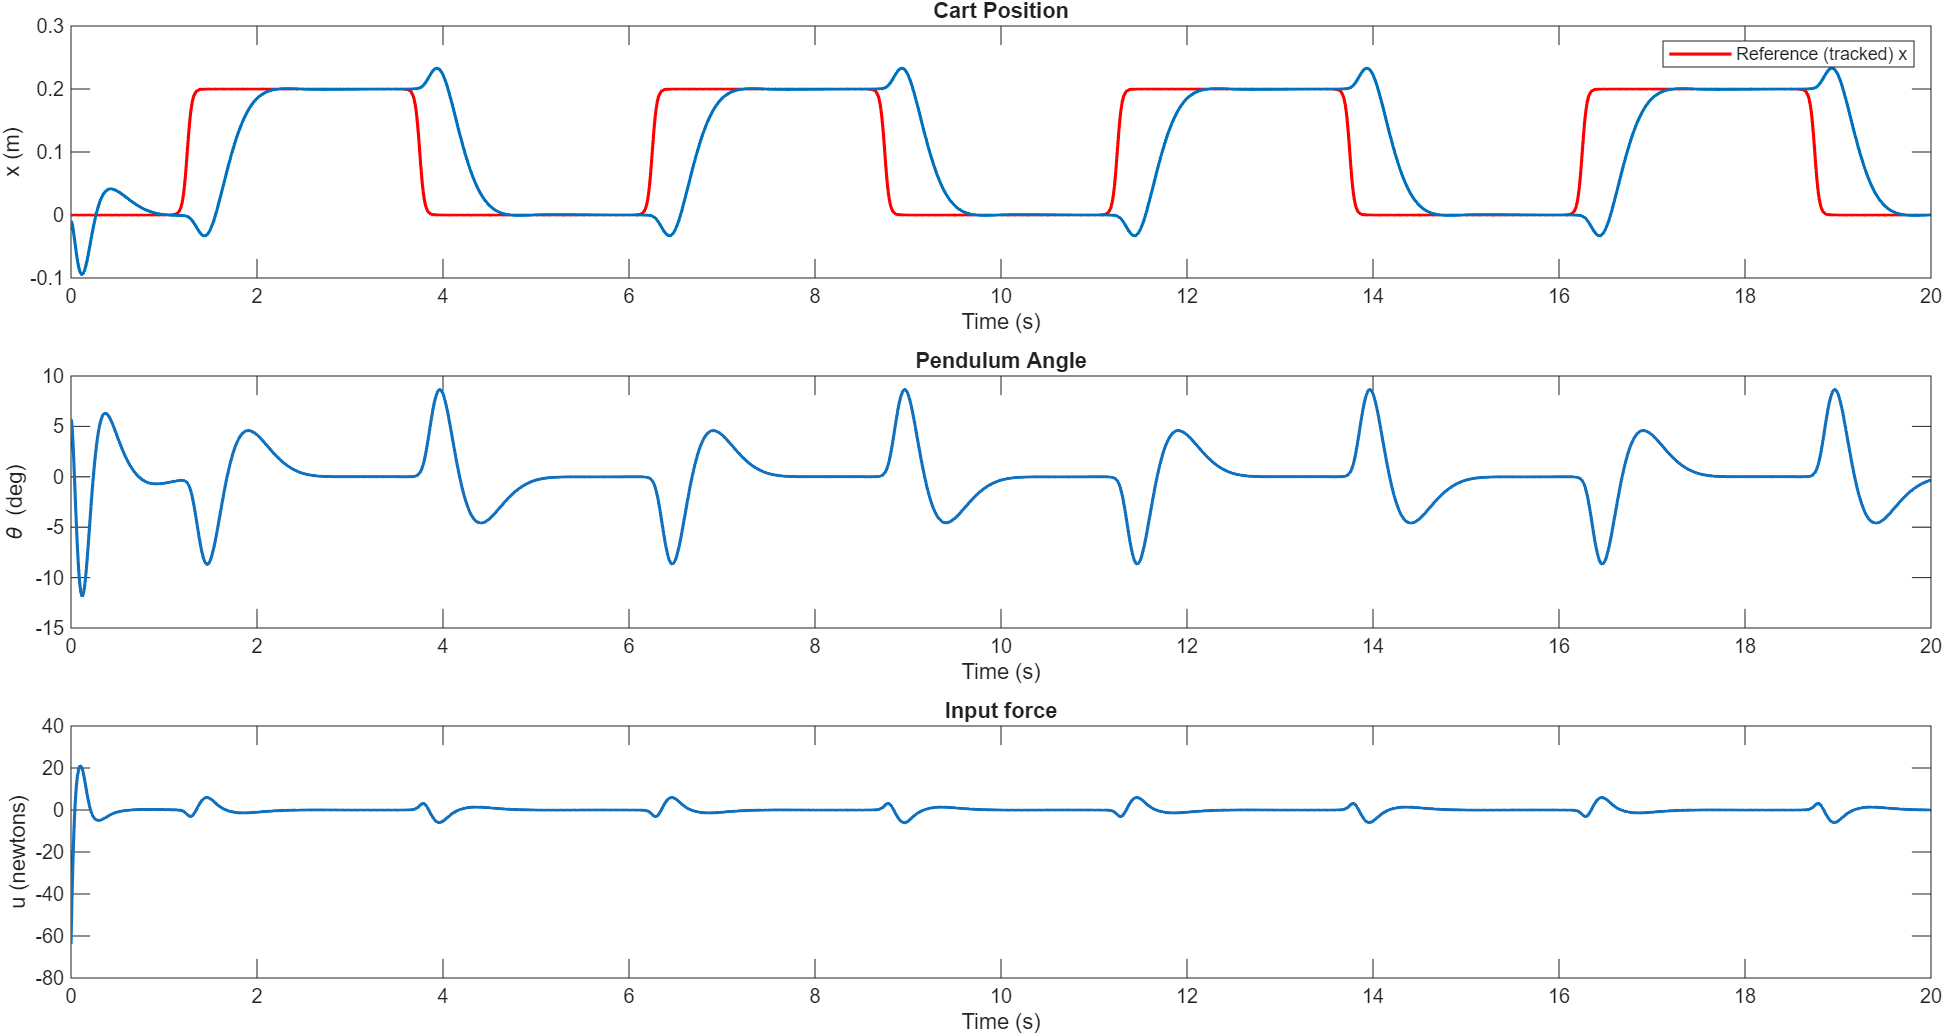 Cart Position
0.3
0.2
0.1
0
-0.1
x (m)
Reference (tracked) x
0 2 4 6 8 10 12 14 16 18 20
Time (s)
Pendulum Angle
10
5
0
-5
-10
-15
θ (deg)
0 2 4 6 8 10 12 14 16 18 20
Time (s)
Input force
40
20
0
-20
-40
-60
-80
u (newtons)
0 2 4 6 8 10 12 14 16 18 20
Time (s)